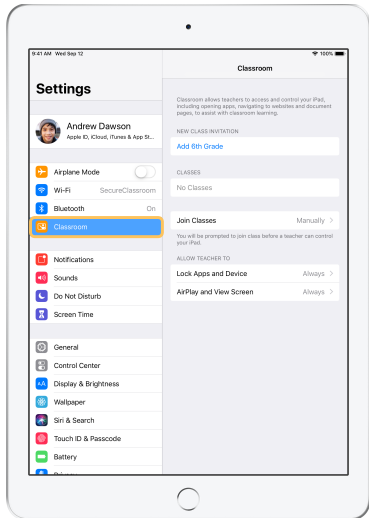 9:41 AM Wed Sep 12
100%
Settings
Andrew Dawson
Apple ID, iCloud, iTunes & App St...
Airplane Mode
Wi-Fi SecureClassroom
Bluetooth On
Classroom
Notifications
Sounds
Do Not Disturb
Screen Time
General
Control Center
AA Display & Brightness
Wallpaper
Siri & Search
Touch ID & Passcode
Battery
Classroom
Classroom allows teachers to access and control your iPad,
including opening apps, navigating to websites and document
pages, to assist with classroom learning.
NEW CLASS INVITATION
Add 6th Grade
CLASSES
No Classes
Join Classes Manually
You will be prompted to join class before a teacher can control
your iPad.
ALLOW TEACHER TO
Lock Apps and Device Always
AirPlay and View Screen Always